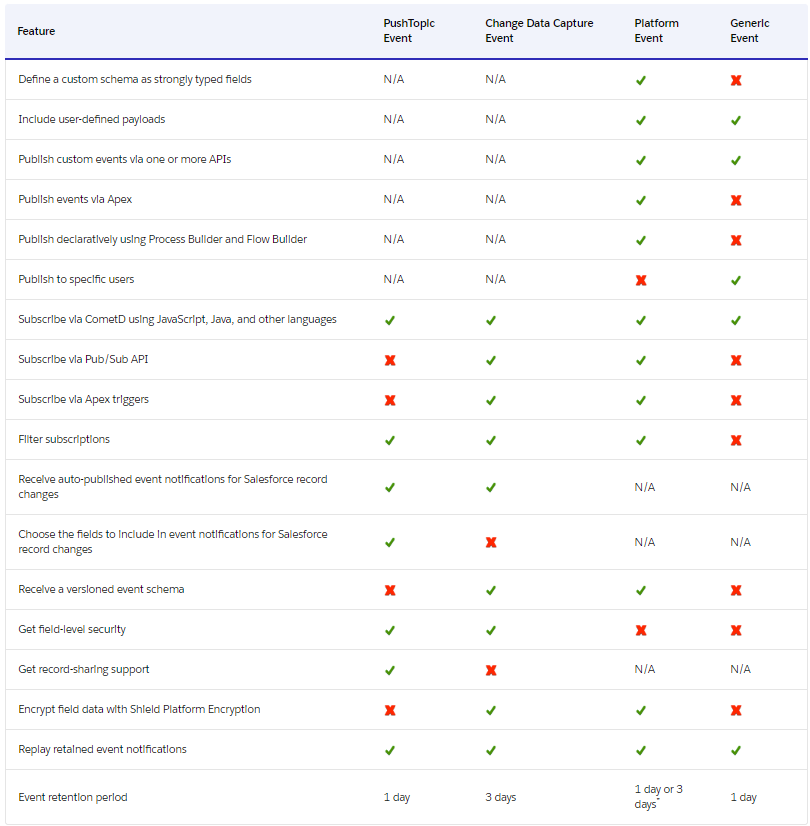 Feature PushTopic Event Change Data Capture Event Platform Event Generic Event
Define a custom schema as strongly typed fields N/A N/A
Include user-defined payloads N/A N/A
Publish custom events via one or more APIs N/A N/A
Publish events via Apex N/A N/A
Publish declaratively using Process Builder and Flow Builder N/A N/A
Publish to specific users N/A N/A
Subscribe via CometD using JavaScript, Java, and other languages
Subscribe via Pub/Sub API
Subscribe via Apex triggers
Filter subscriptions
Receive auto-published event notifications for Salesforce record
changes N/A N/A
Choose the fields to include in event notifications for Salesforce
record changes N/A N/A
Receive a versioned event schema
Get field-level security
Get record-sharing support N/A N/A
Encrypt field data with Shield Platform Encryption
Replay retained event notifications
Event retention period 1 day 3 days 1 day or 3 days* 1 day